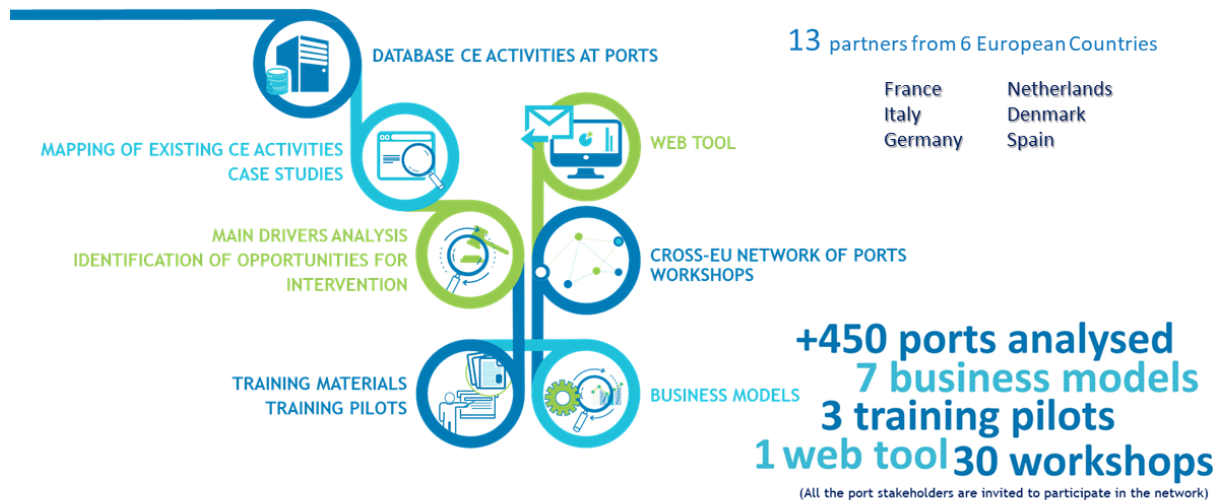 DATABASE CE ACTIVITIES AT PORTS
MAPPING OF EXISTING CE ACTIVITIES
CASE STUDIES
MAIN DRIVERS ANALYSIS
IDENTIFICATION OF OPPORTUNITIES FOR
INTERVENTION
TRAINING MATERIALS
TRAINING PILOTS
WEB TOOL
CROSS-EU NETWORK OF PORTS
WORKSHOPS
BUSINESS MODELS
13 partners from 6 European Countries
France
Italy
Germany
Netherlands
Denmark
Spain
+450 ports analysed
7 business models
3 training pilots
1 web tool 30 workshops
(All the port stakeholders are invited to participate in the network)